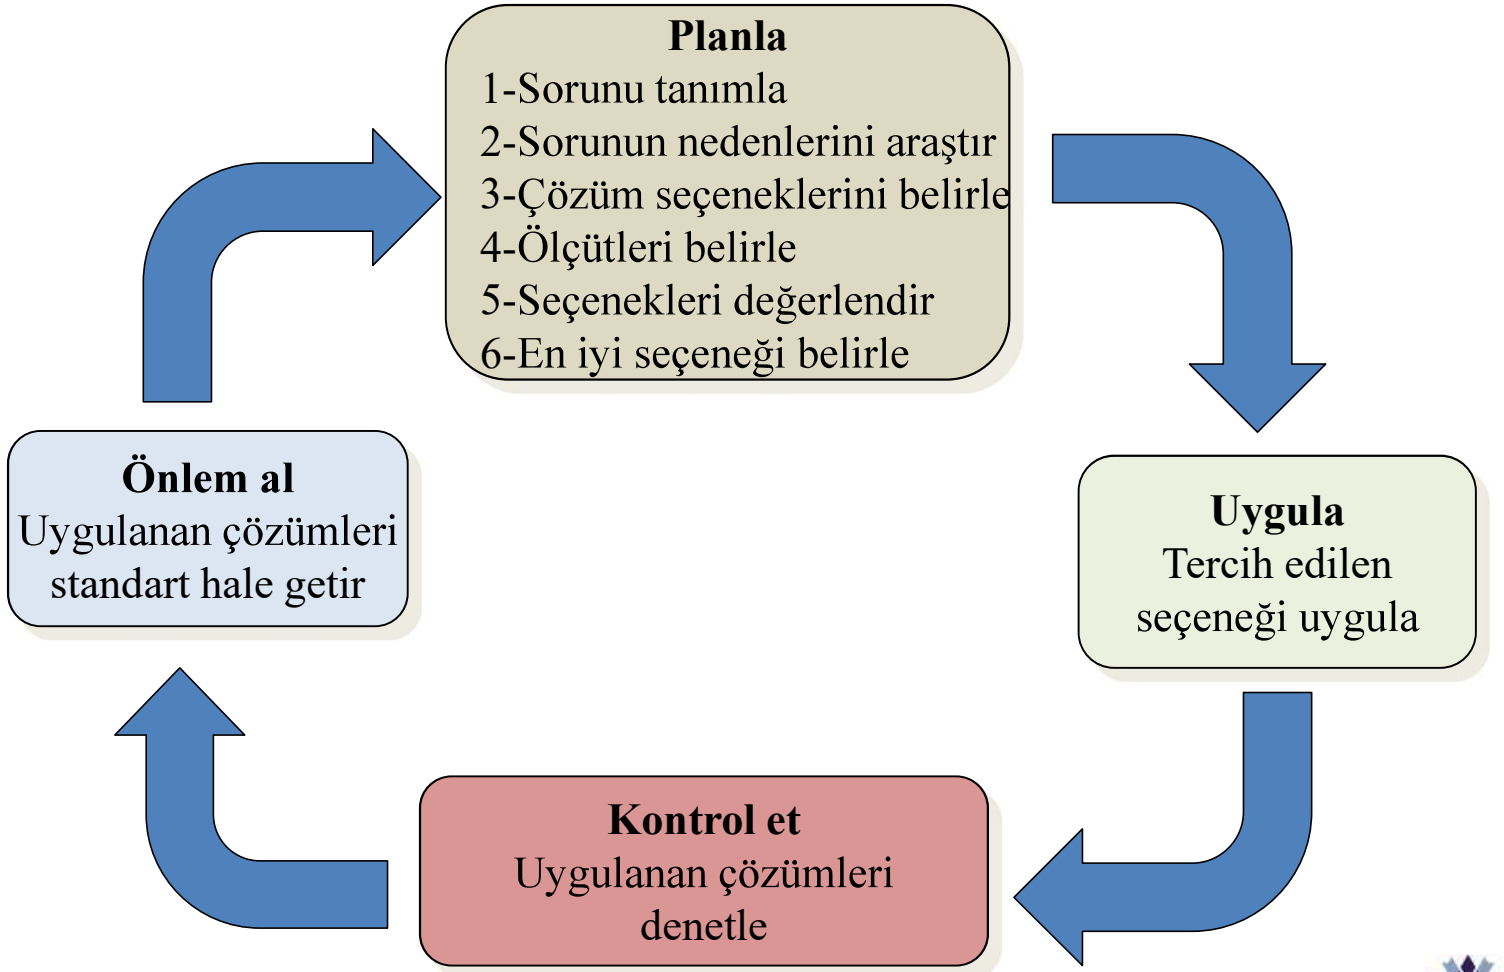 Planla
1-Sorunu tanımla
2-Sorunun nedenlerini araştır
3-Çözüm seçeneklerini belirle
4-Ölçütleri belirle
5-Seçenekleri değerlendir
6-En iyi seçeneği belirle
Uygula
Tercih edilen
seçeneği uygula
Kontrol et
Uygulanan çözümleri
denetle
Önlem al
Uygulanan çözümleri
standart hale getir